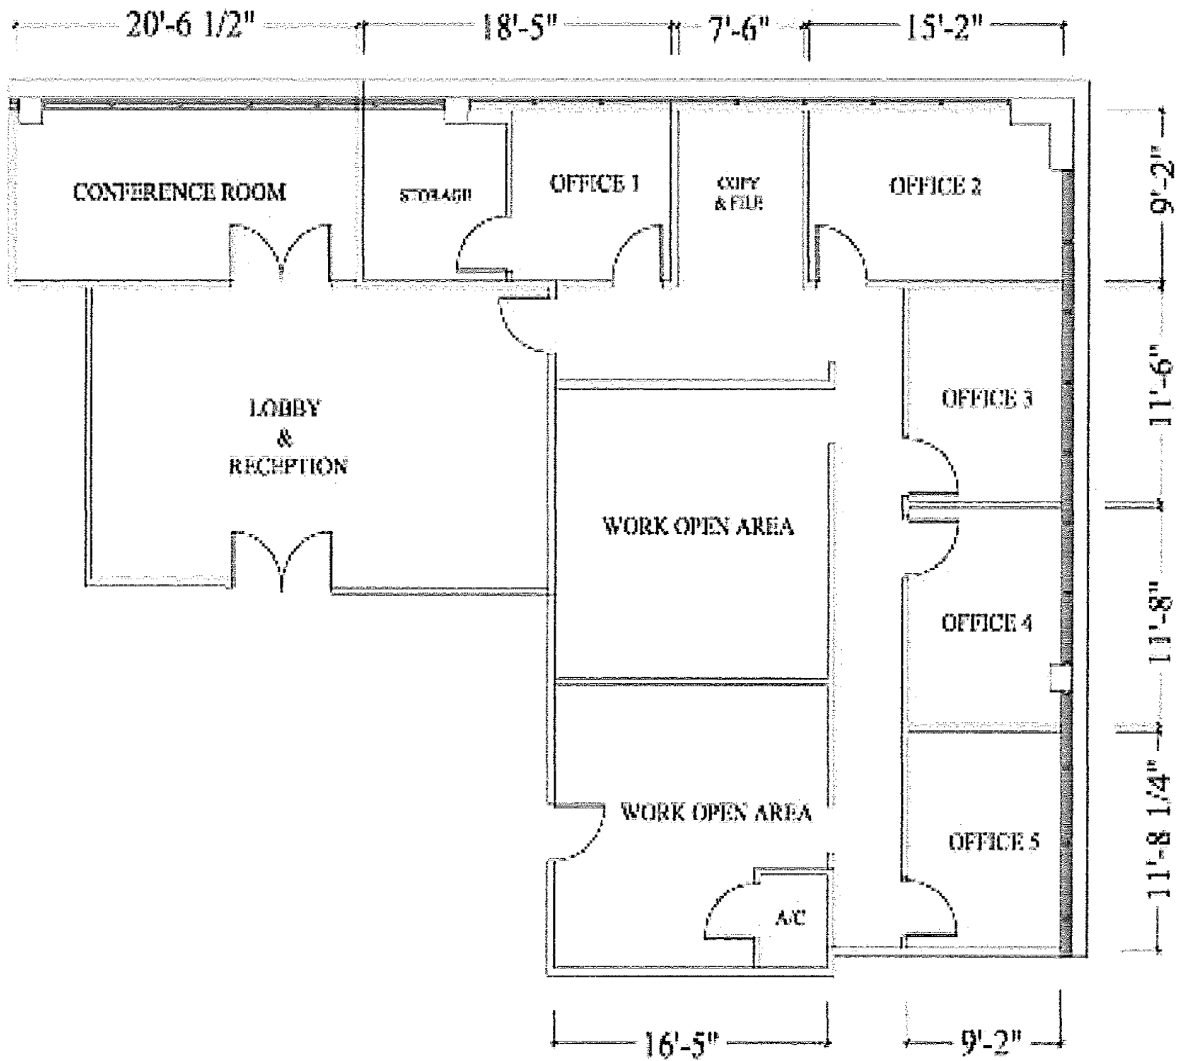 20'-6 1/2"
18'-5"
7'-6"
15'-2"
CONFERENCE ROOM
STORAGE
OFFICE 1
COPY
& FILE
OFFICE 2
9'-2"
LOBBY
&
RECEPTION
OFFICE 3
11'-6"
WORK OPEN AREA
OFFICE 4
11'-8"
WORK OPEN AREA
OFFICE 5
11'-8 1/4"
A/C
16'-5"
9'-2"